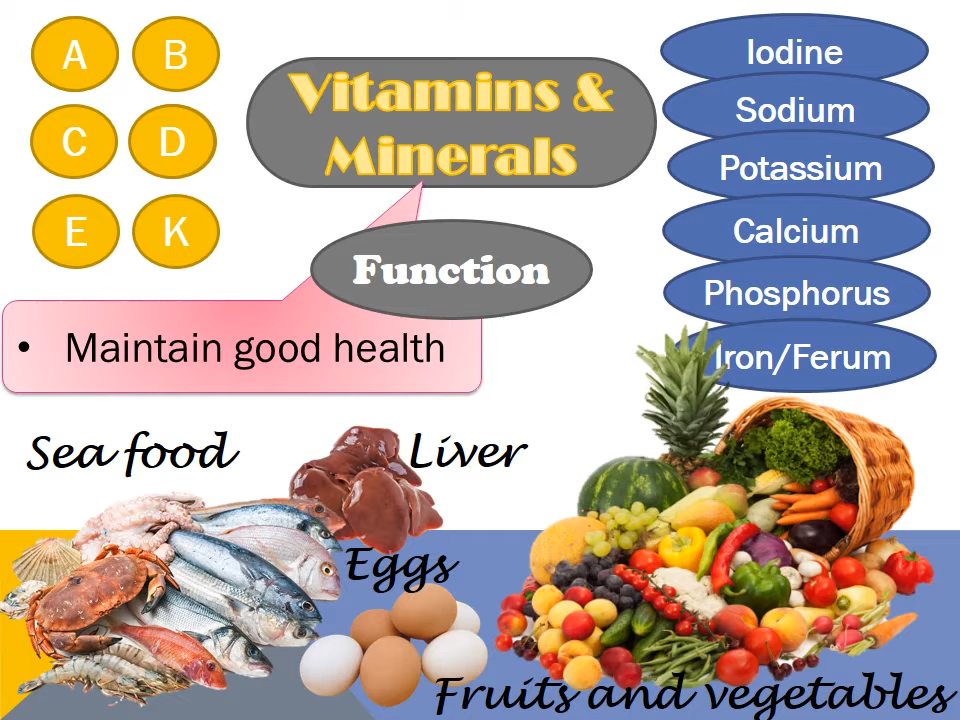 A
B
C
D
E
K
Vitamins &
Minerals
Function
• Maintain good health
Iodine
Sodium
Potassium
Calcium
Phosphorus
Iron/Ferum
Sea food
Liver
Eggs
Fruits and vegetables